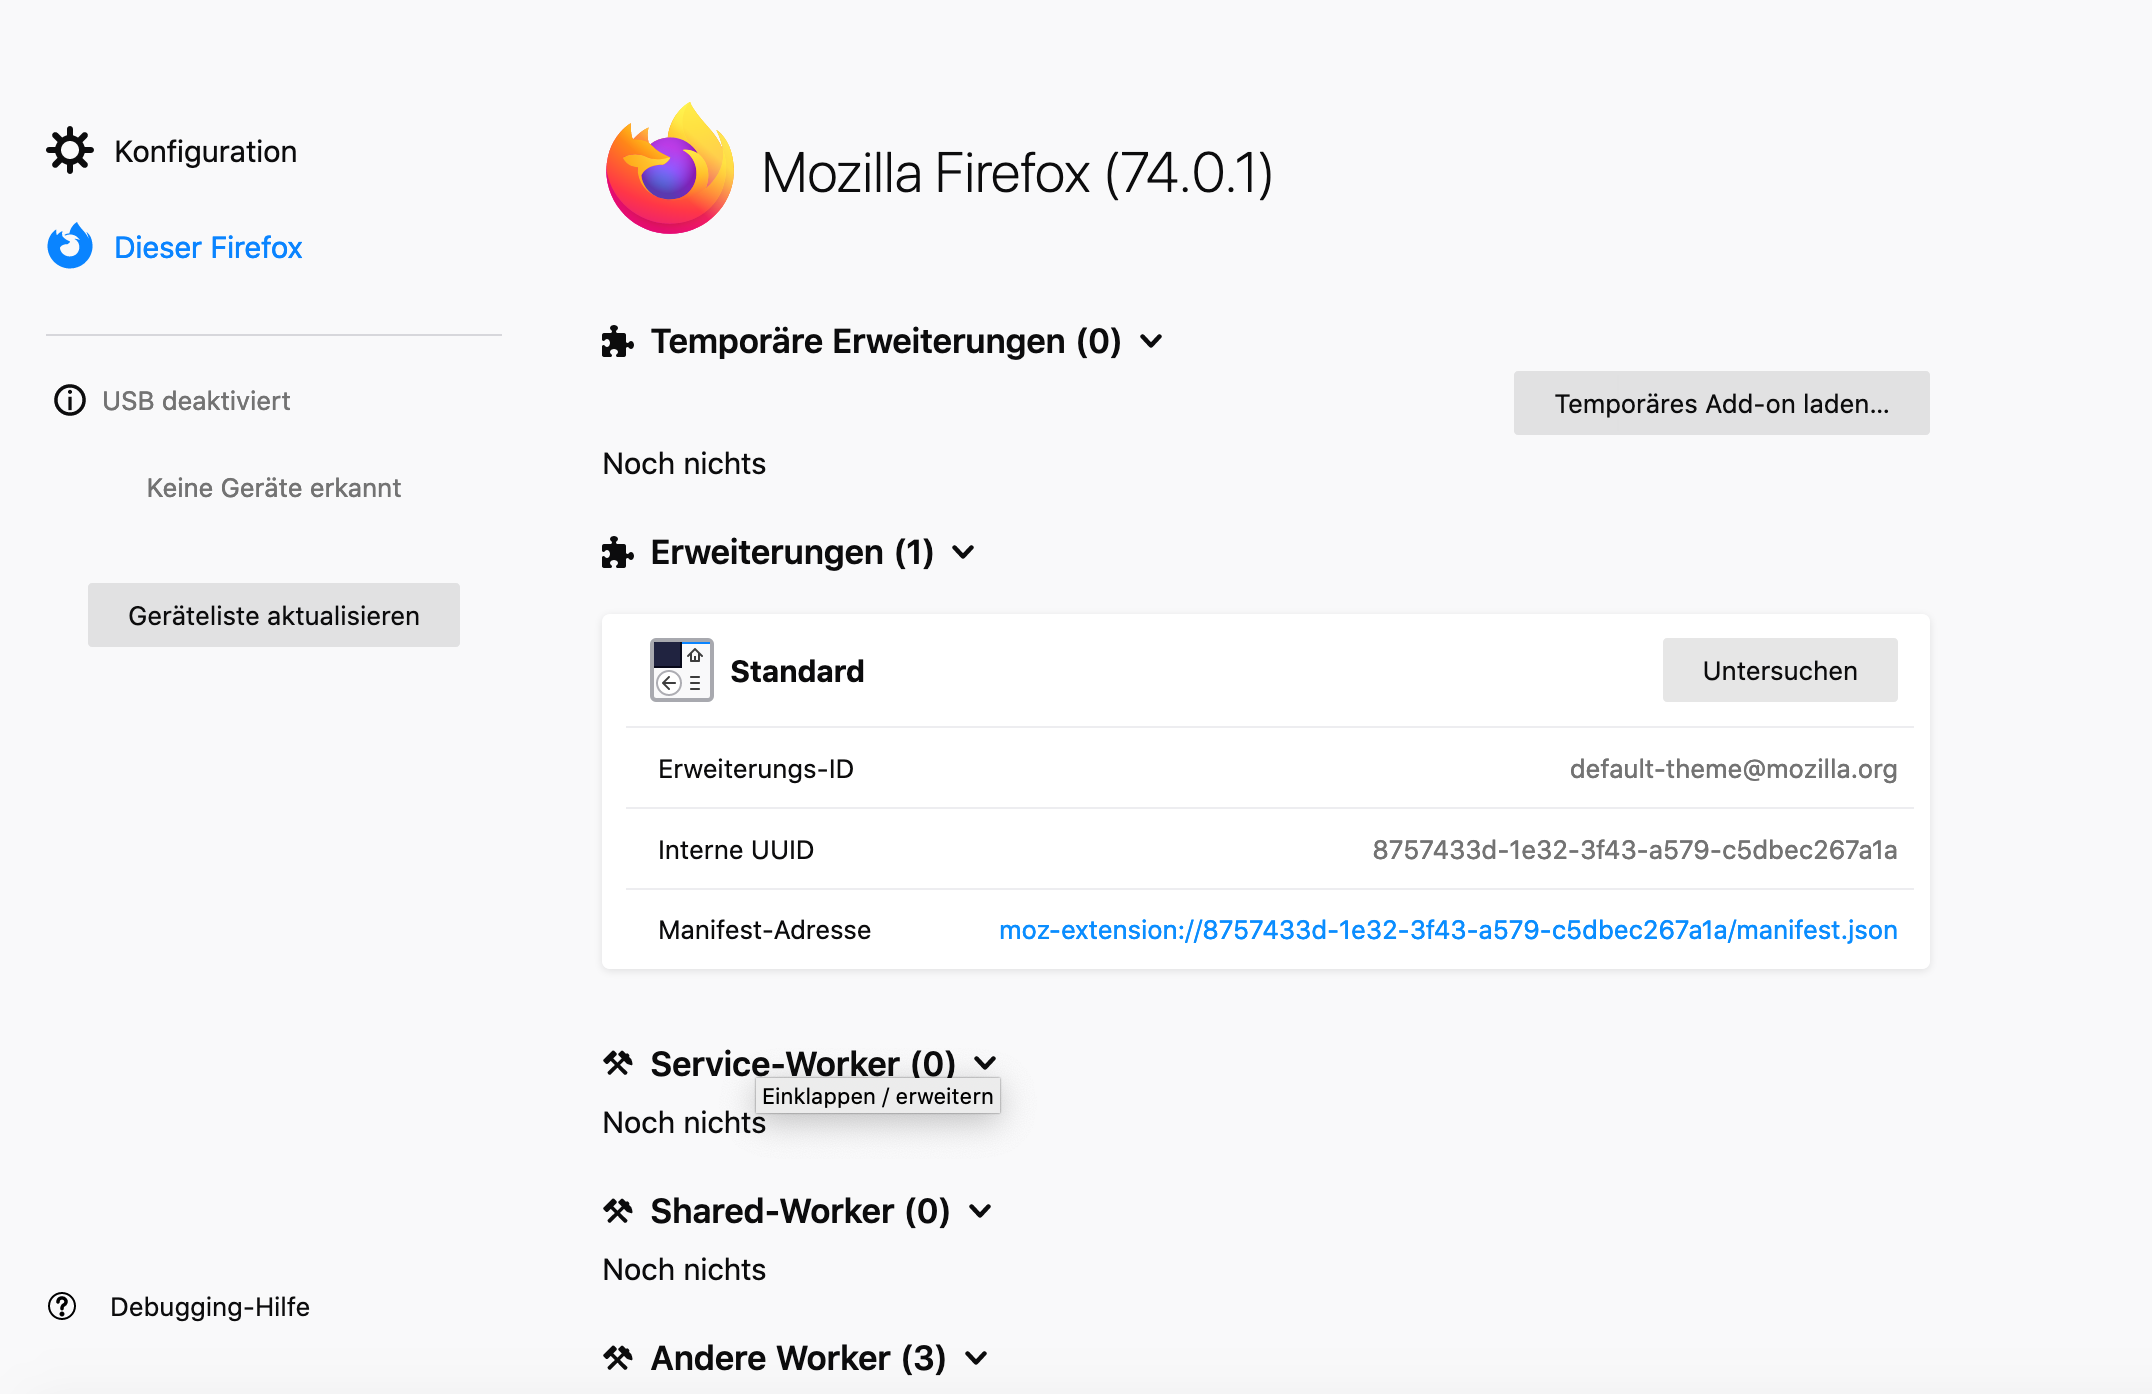 Konfiguration
Dieser Firefox
USB deaktiviert
Keine Geräte erkannt
Geräteliste aktualisieren
Debugging-Hilfe
Mozilla Firefox (74.0.1)
Temporäre Erweiterungen (0)
Temporäres Add-on laden...
Noch nichts
Erweiterungen (1)
Standard
Untersuchen
Erweiterungs-ID default-theme@mozilla.org
Interne UUID 8757433d-1e32-3f43-a579-c5dbec267a1a
Manifest-Adresse moz-extension://8757433d-1e32-3f43-a579-c5dbec267a1a/manifest.json
Service-Worker (0)
Einklappen / erweitern
Noch nichts
Shared-Worker (0)
Noch nichts
Andere Worker (3)